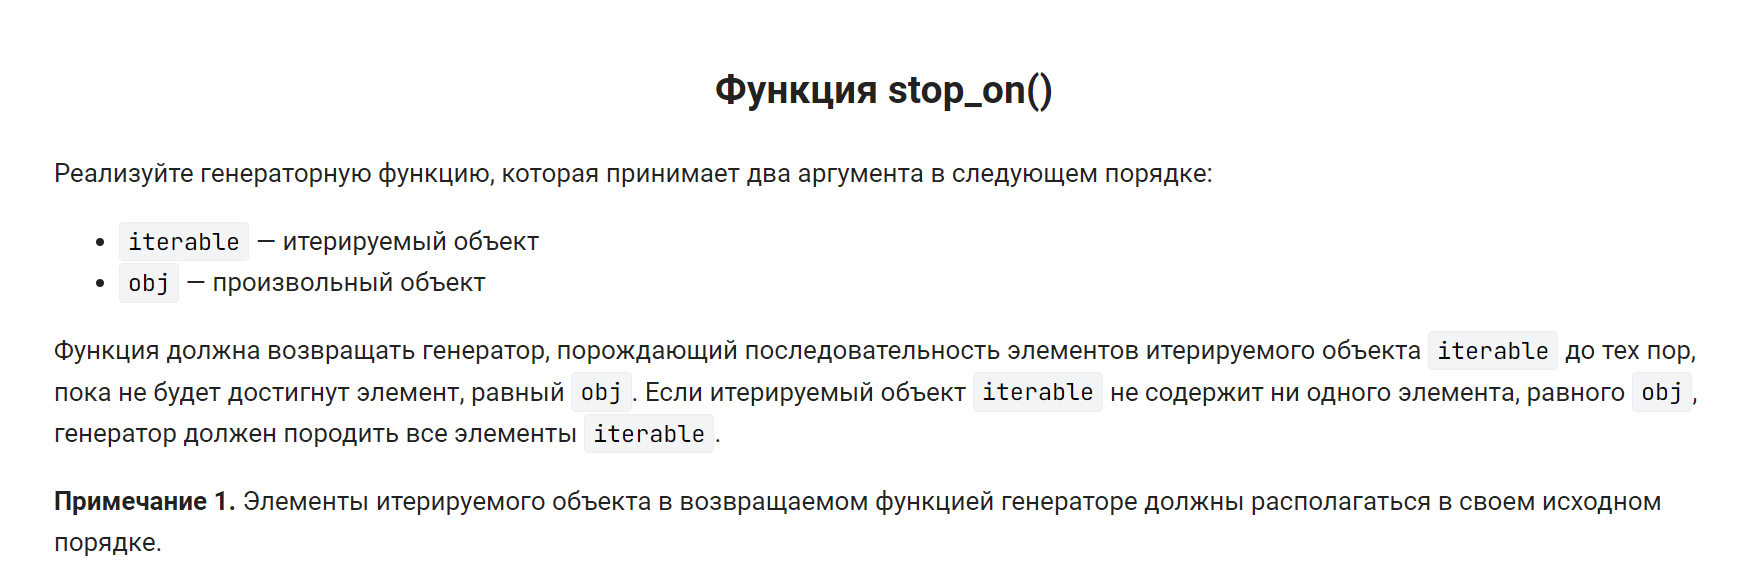 Функция stop_on()
Реализуйте генераторную функцию, которая принимает два аргумента в следующем порядке:
• iterable — итерируемый объект
• obj — произвольный объект
Функция должна возвращать генератор, порождающий последовательность элементов итерируемого объекта iterable до тех пор,
пока не будет достигнут элемент, равный obj. Если итерируемый объект iterable не содержит ни одного элемента, равного obj,
генератор должен породить все элементы iterable.
Примечание 1. Элементы итерируемого объекта в возвращаемом функцией генераторе должны располагаться в своем исходном
порядке.